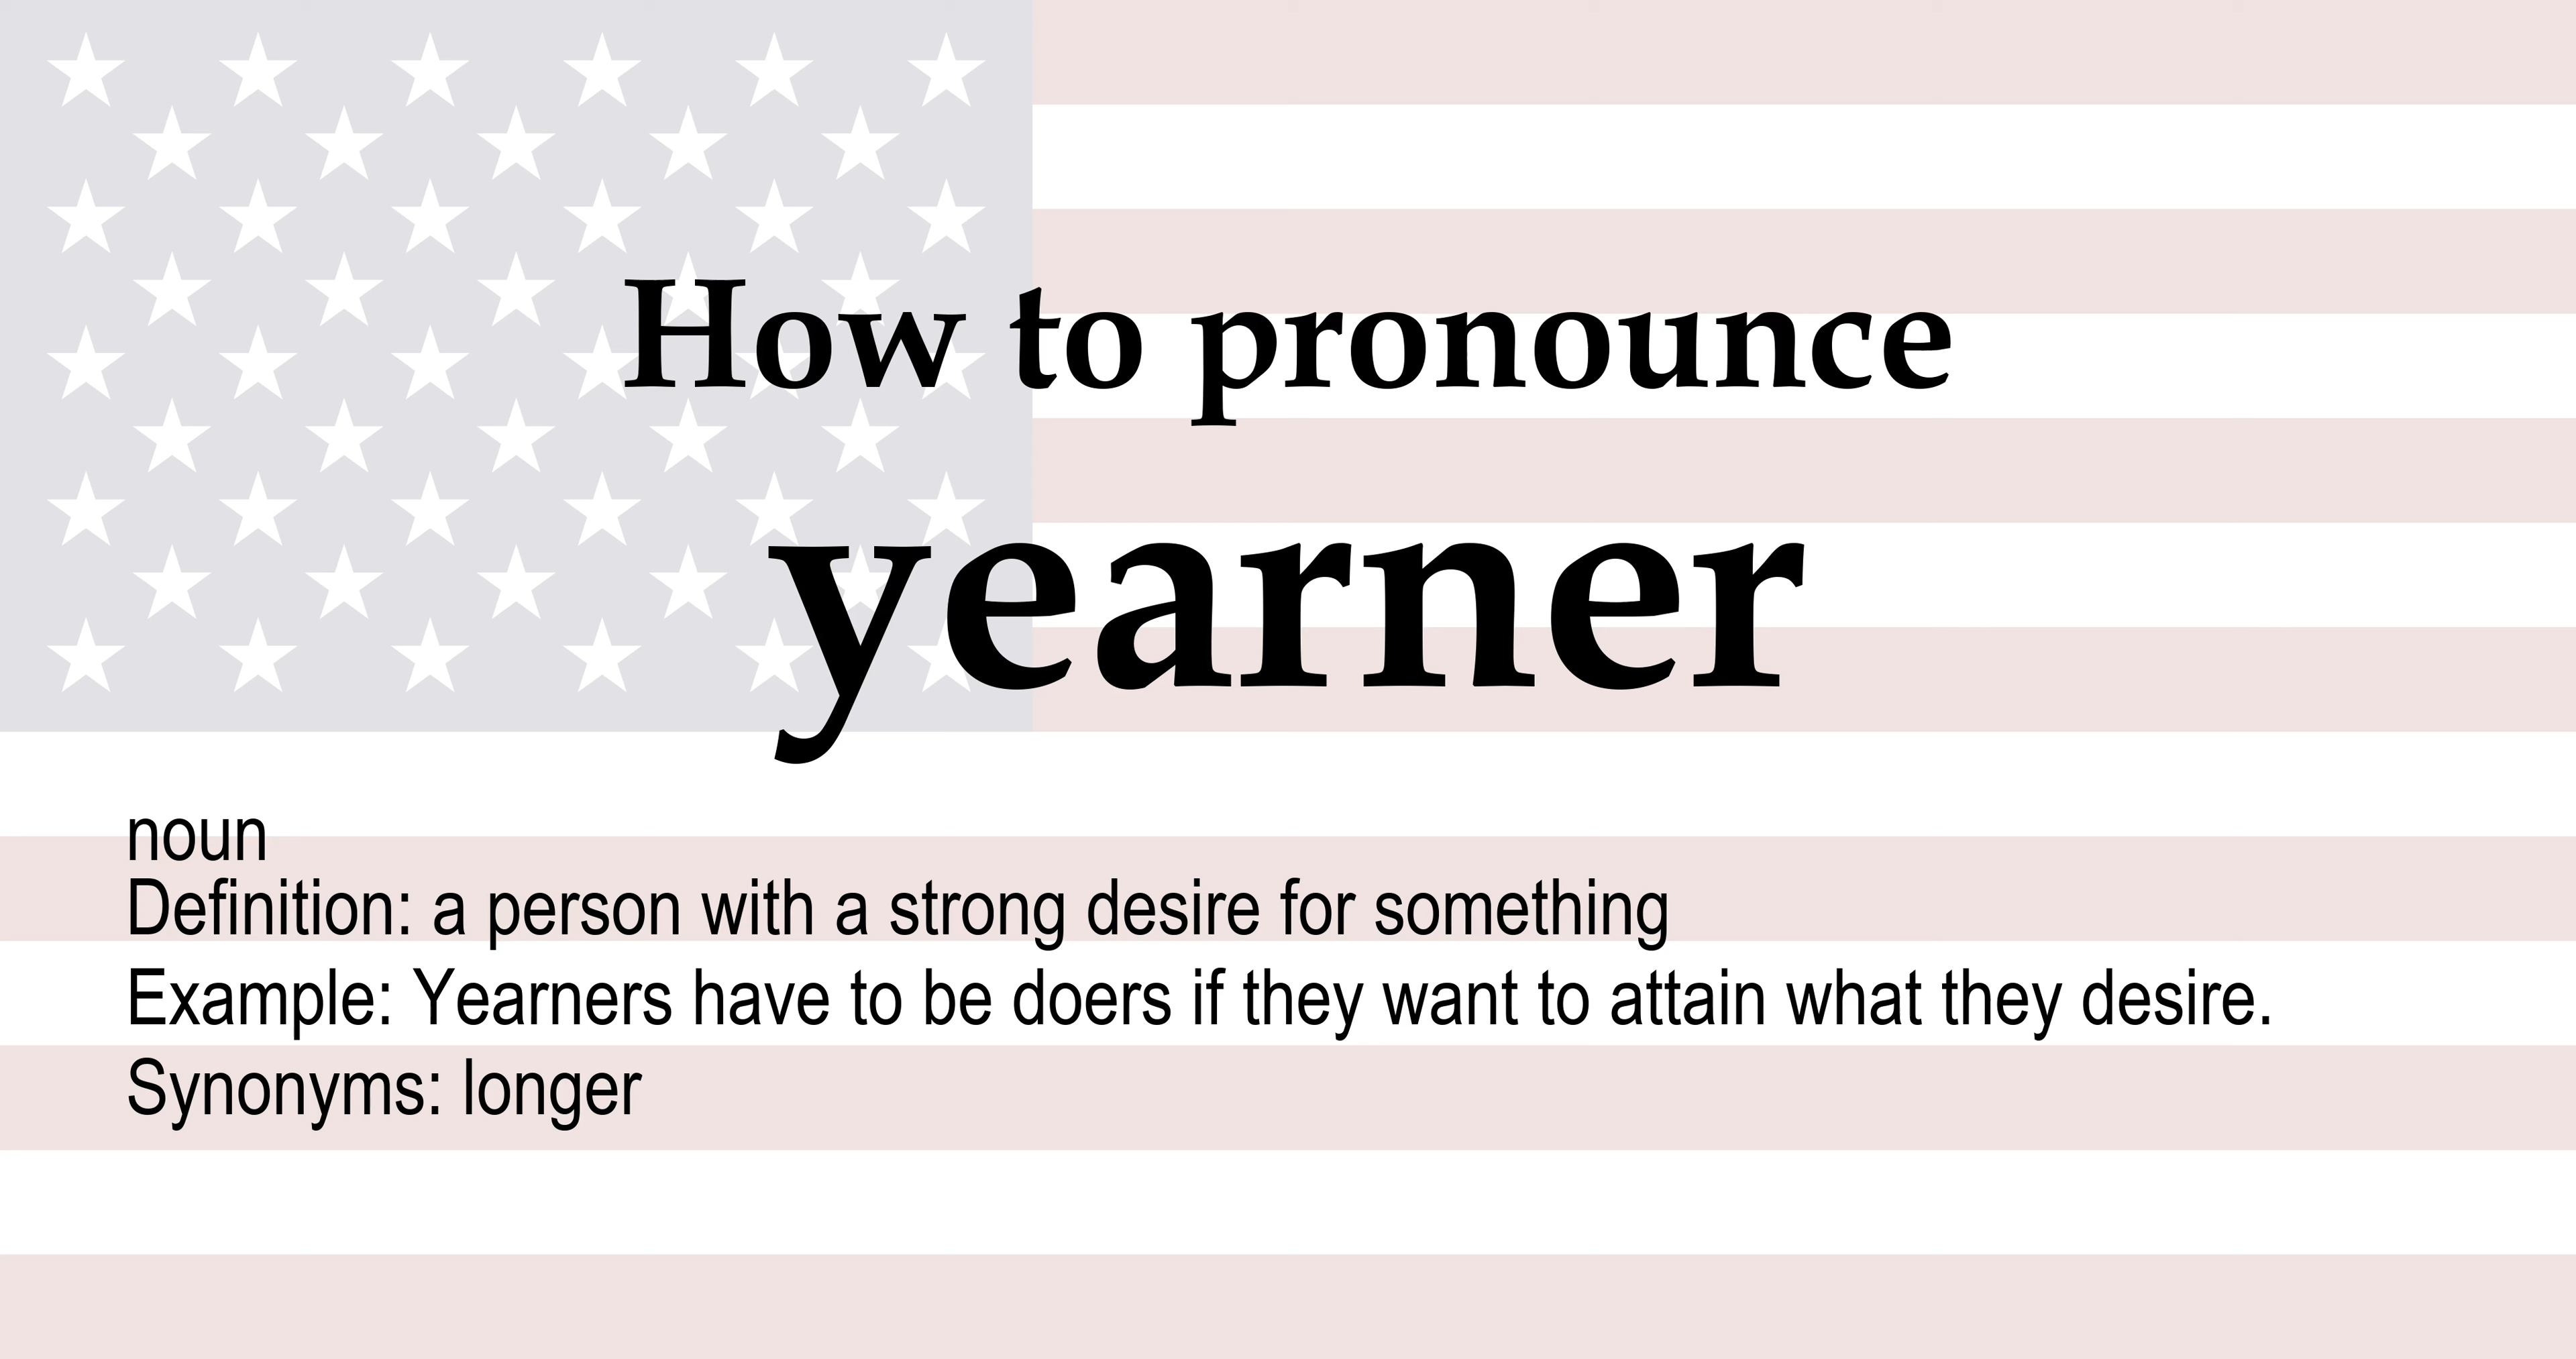 How to pronounce
yearner
noun
Definition: a person with a strong desire for something
Example: Yearners have to be doers if they want to attain what they desire.
Synonyms: longer